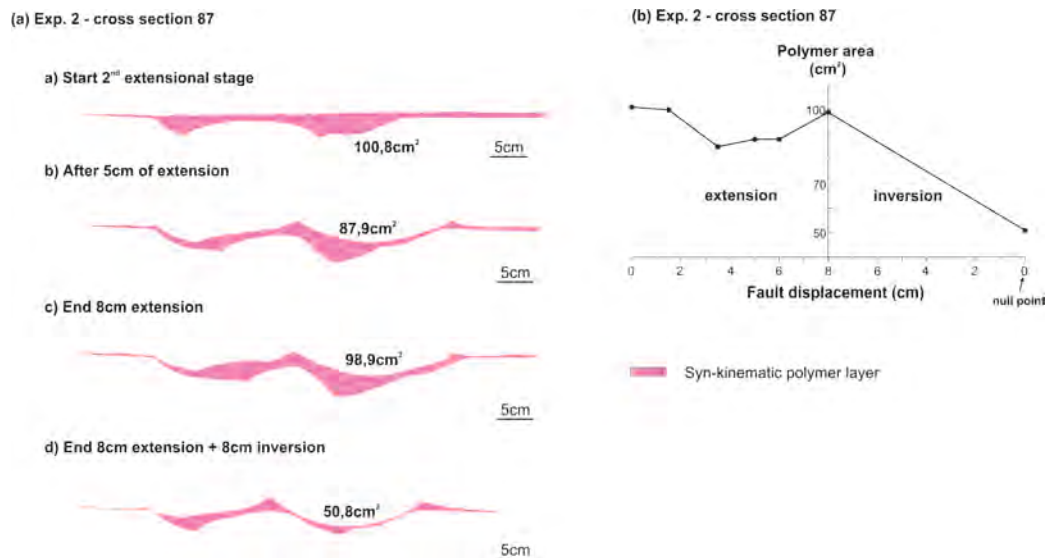 (a) Exp. 2 - cross section 87
a) Start 2nd extensional stage
100,8cm²
5cm
b) After 5cm of extension
87,9cm²
5cm
c) End 8cm extension
98,9cm²
5cm
d) End 8cm extension + 8cm inversion
50,8cm²
5cm
(b) Exp. 2 - cross section 87
Polymer area
(cm²)
100
70
50
extension
inversion
0 2 4 6 8 6 4 2 0
Fault displacement (cm)
null point
Syn-kinematic polymer layer